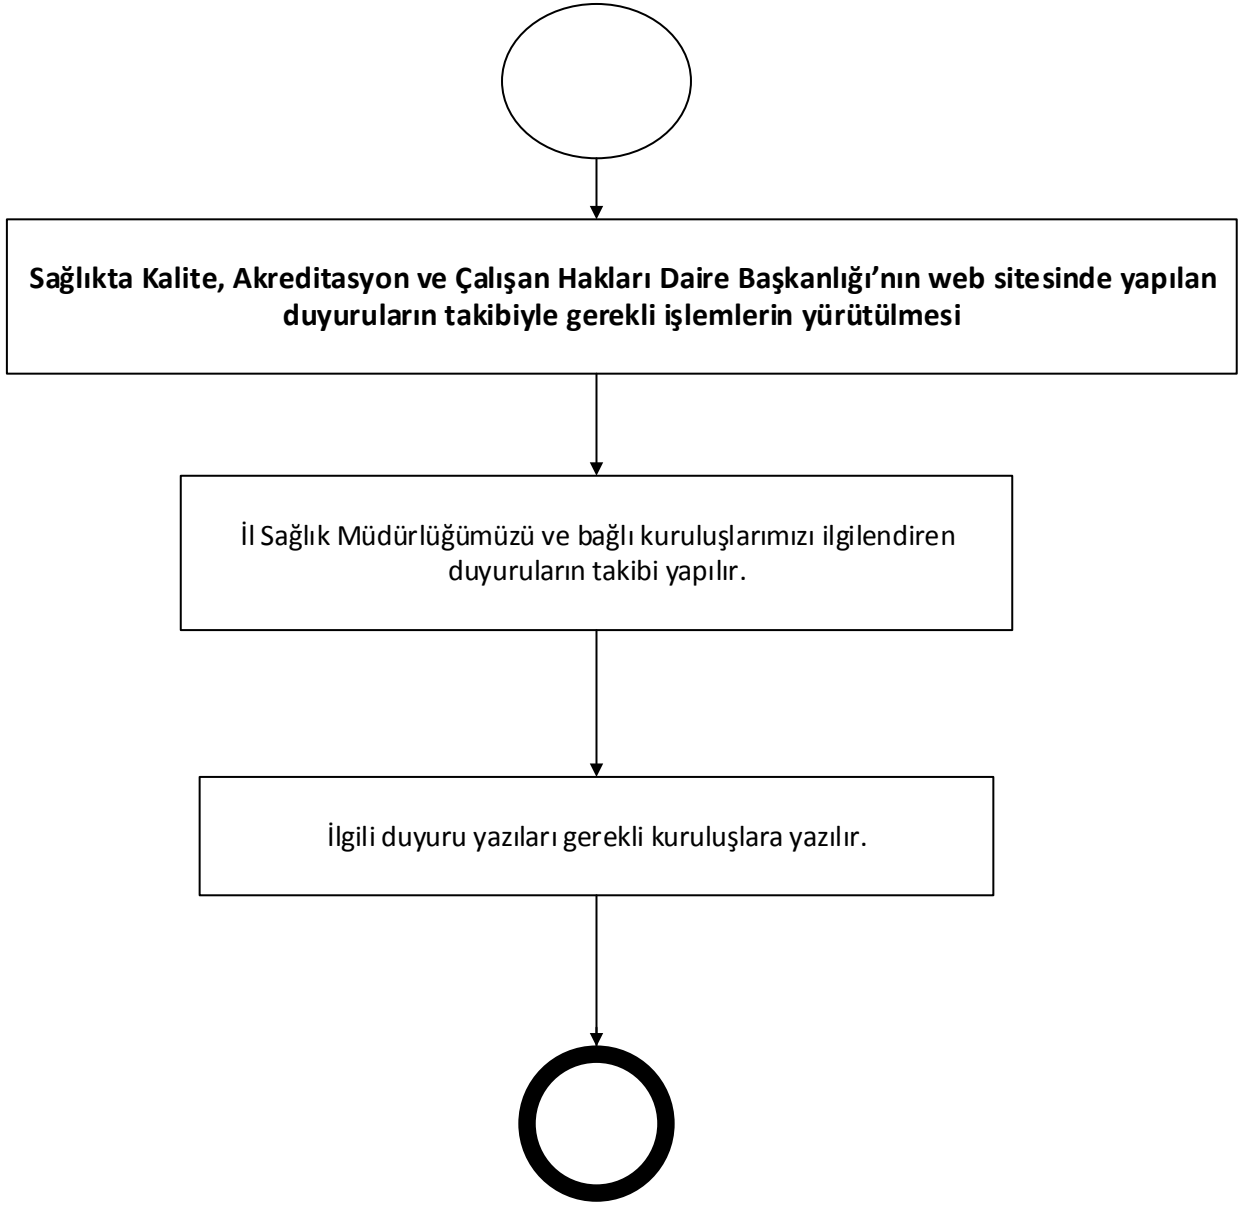 Sağlıkta Kalite, Akreditasyon ve Çalışan Hakları Daire Başkanlığı’nın web sitesinde yapılan
duyuruların takibiyle gerekli işlemlerin yürütülmesi
İl Sağlık Müdürlüğümüzü ve bağlı kuruluşlarımızı ilgilendiren
duyuruların takibi yapılır.
İlgili duyuru yazıları gerekli kuruluşlara yazılır.